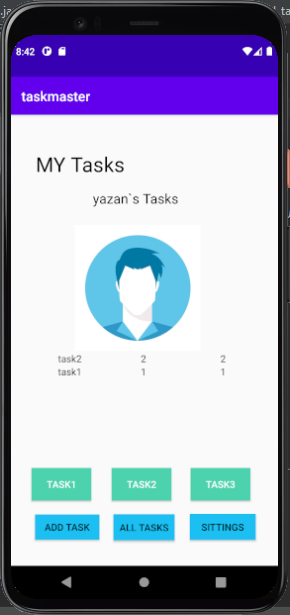 8:42
taskmaster
MY Tasks
yazan`s Tasks
task2 2 2
task1 1 1
TASK1 TASK2 TASK3
ADD TASK ALL TASKS SITTINGS